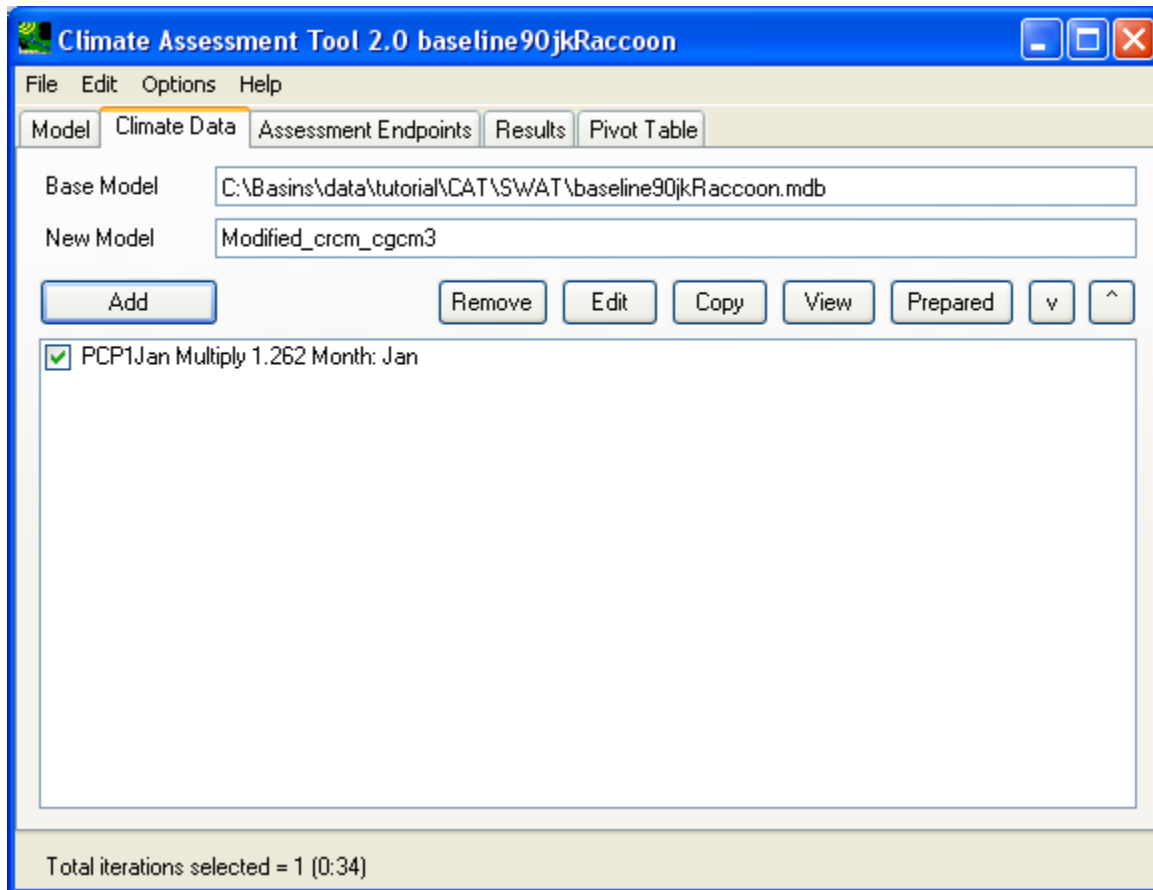 Climate Assessment Tool 2.0 baseline90jkRaccoon
File Edit Options Help
Model Climate Data Assessment Endpoints Results Pivot Table
Base Model C:\Basins\data\tutorial\CAT\SWAT\baseline90jkRaccoon.mdb
New Model Modified_crcm_cgcm3
Add Remove Edit Copy View Prepared v ^
PCP1Jan Multiply 1.262 Month: Jan
Total iterations selected = 1 (0:34)